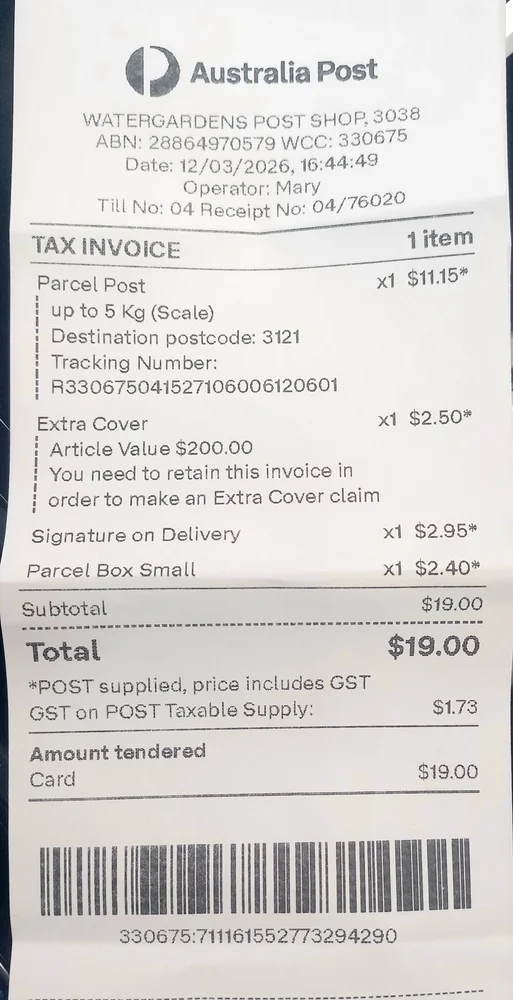 Australia Post
WATERGARDENS POST SHOP, 3038
ABN: 28864970579 WCC: 330675
Date: 12/03/2026, 16:44:49
Operator: Mary
Till No: 04 Receipt No: 04/76020
TAX INVOICE 1 item
Parcel Post x1 $11.15*
up to 5 Kg (Scale)
Destination postcode: 3121
Tracking Number:
R330675041527106006120601
Extra Cover x1 $2.50*
Article Value $200.00
You need to retain this invoice in
order to make an Extra Cover claim
Signature on Delivery x1 $2.95*
Parcel Box Small x1 $2.40*
Subtotal $19.00
Total $19.00
*POST supplied, price includes GST
GST on POST Taxable Supply: $1.73
Amount tendered
Card $19.00
330675:711161552773294290